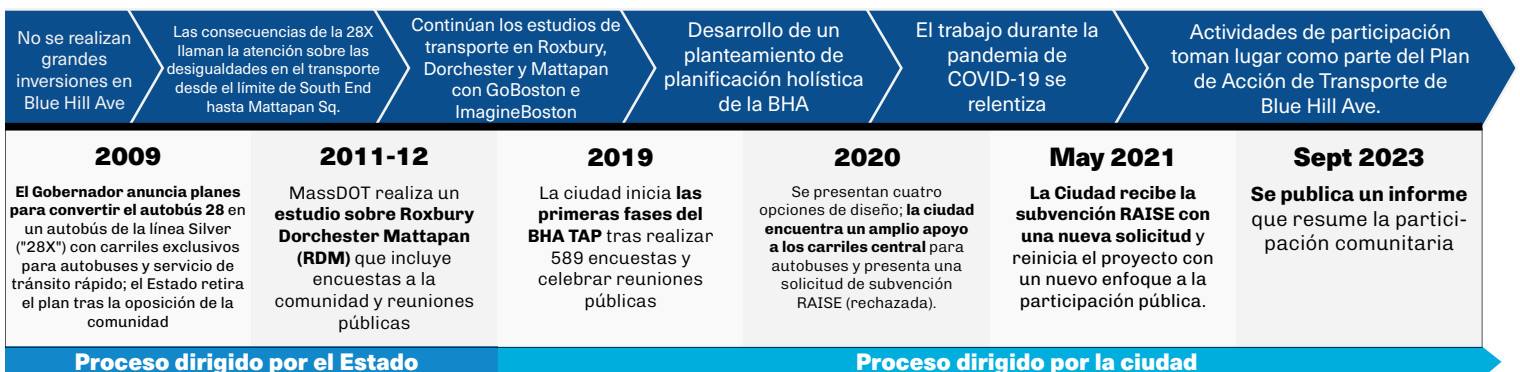 No se realizan
grandes
inversiones en
Blue Hill Ave
Las consecuencias de la 28X
llaman la atención sobre las
desigualdades en el transporte
desde el límite de South End
hasta Mattapan Sq.
Continúan los estudios de
transporte en Roxbury,
Dorchester y Mattapan
con GoBoston e
ImagineBoston
Desarrollo de un
planteamiento de
planificación holística
de la BHA
El trabajo durante la
pandemia de
COVID-19 se
relentiza
Actividades de participación
toman lugar como parte del Plan
de Acción de Transporte de
Blue Hill Ave.
2009
El Gobernador anuncia planes
para convertir el autobús 28 en
un autobús de la línea Silver
("28X") con carriles exclusivos
para autobuses y servicio de
tránsito rápido; el Estado retira
el plan tras la oposición de la
comunidad
2011-12
MassDOT realiza un
estudio sobre Roxbury
Dorchester Mattapan
(RDM) que incluye
encuestas a la
comunidad y reuniones
públicas
2019
La ciudad inicia las
primeras fases del
BHA TAP tras realizar
589 encuestas y
celebrar reuniones
públicas
2020
Se presentan cuatro
opciones de diseño; la ciudad
encuentra un amplio apoyo
a los carriles central para
autobuses y presenta una
solicitud de subvención
RAISE (rechazada).
May 2021
La Ciudad recibe la
subvención RAISE con
una nueva solicitud y
reinicia el proyecto con
un nuevo enfoque a la
participación pública.
Sept 2023
Se publica un informe
que resume la partici-
pación comunitaria
Proceso dirigido por el Estado
Proceso dirigido por la ciudad